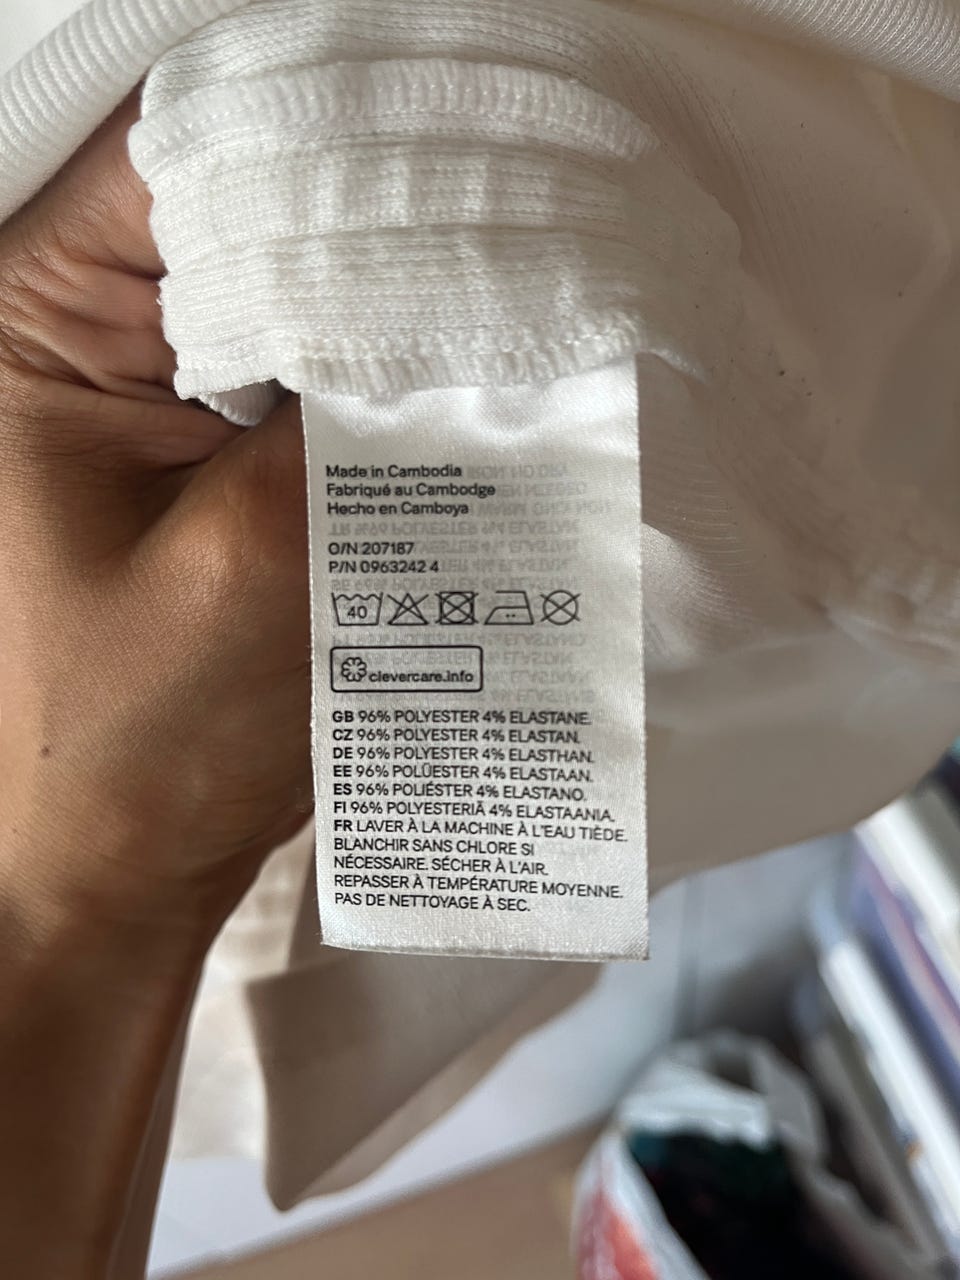 Made in Cambodia
Fabriqué au Cambodge
Hecho en Camboya
O/N 207187
P/N 0963242 4
40
clevercare.info
GB 96% POLYESTER 4% ELASTANE.
CZ 96% POLYESTER 4% ELASTAN.
DE 96% POLYESTER 4% ELASTHAN.
EE 96% POLÜESTER 4% ELASTAAN.
ES 96% POLIÉSTER 4% ELASTANO.
FI 96% POLYESTERIÄ 4% ELASTAANIA.
FR LAVER À LA MACHINE À L'EAU TIÈDE.
BLANCHIR SANS CHLORE SI
NÉCESSAIRE. SÉCHER À L'AIR.
REPASSER À TEMPÉRATURE MOYENNE.
PAS DE NETTOYAGE À SEC.